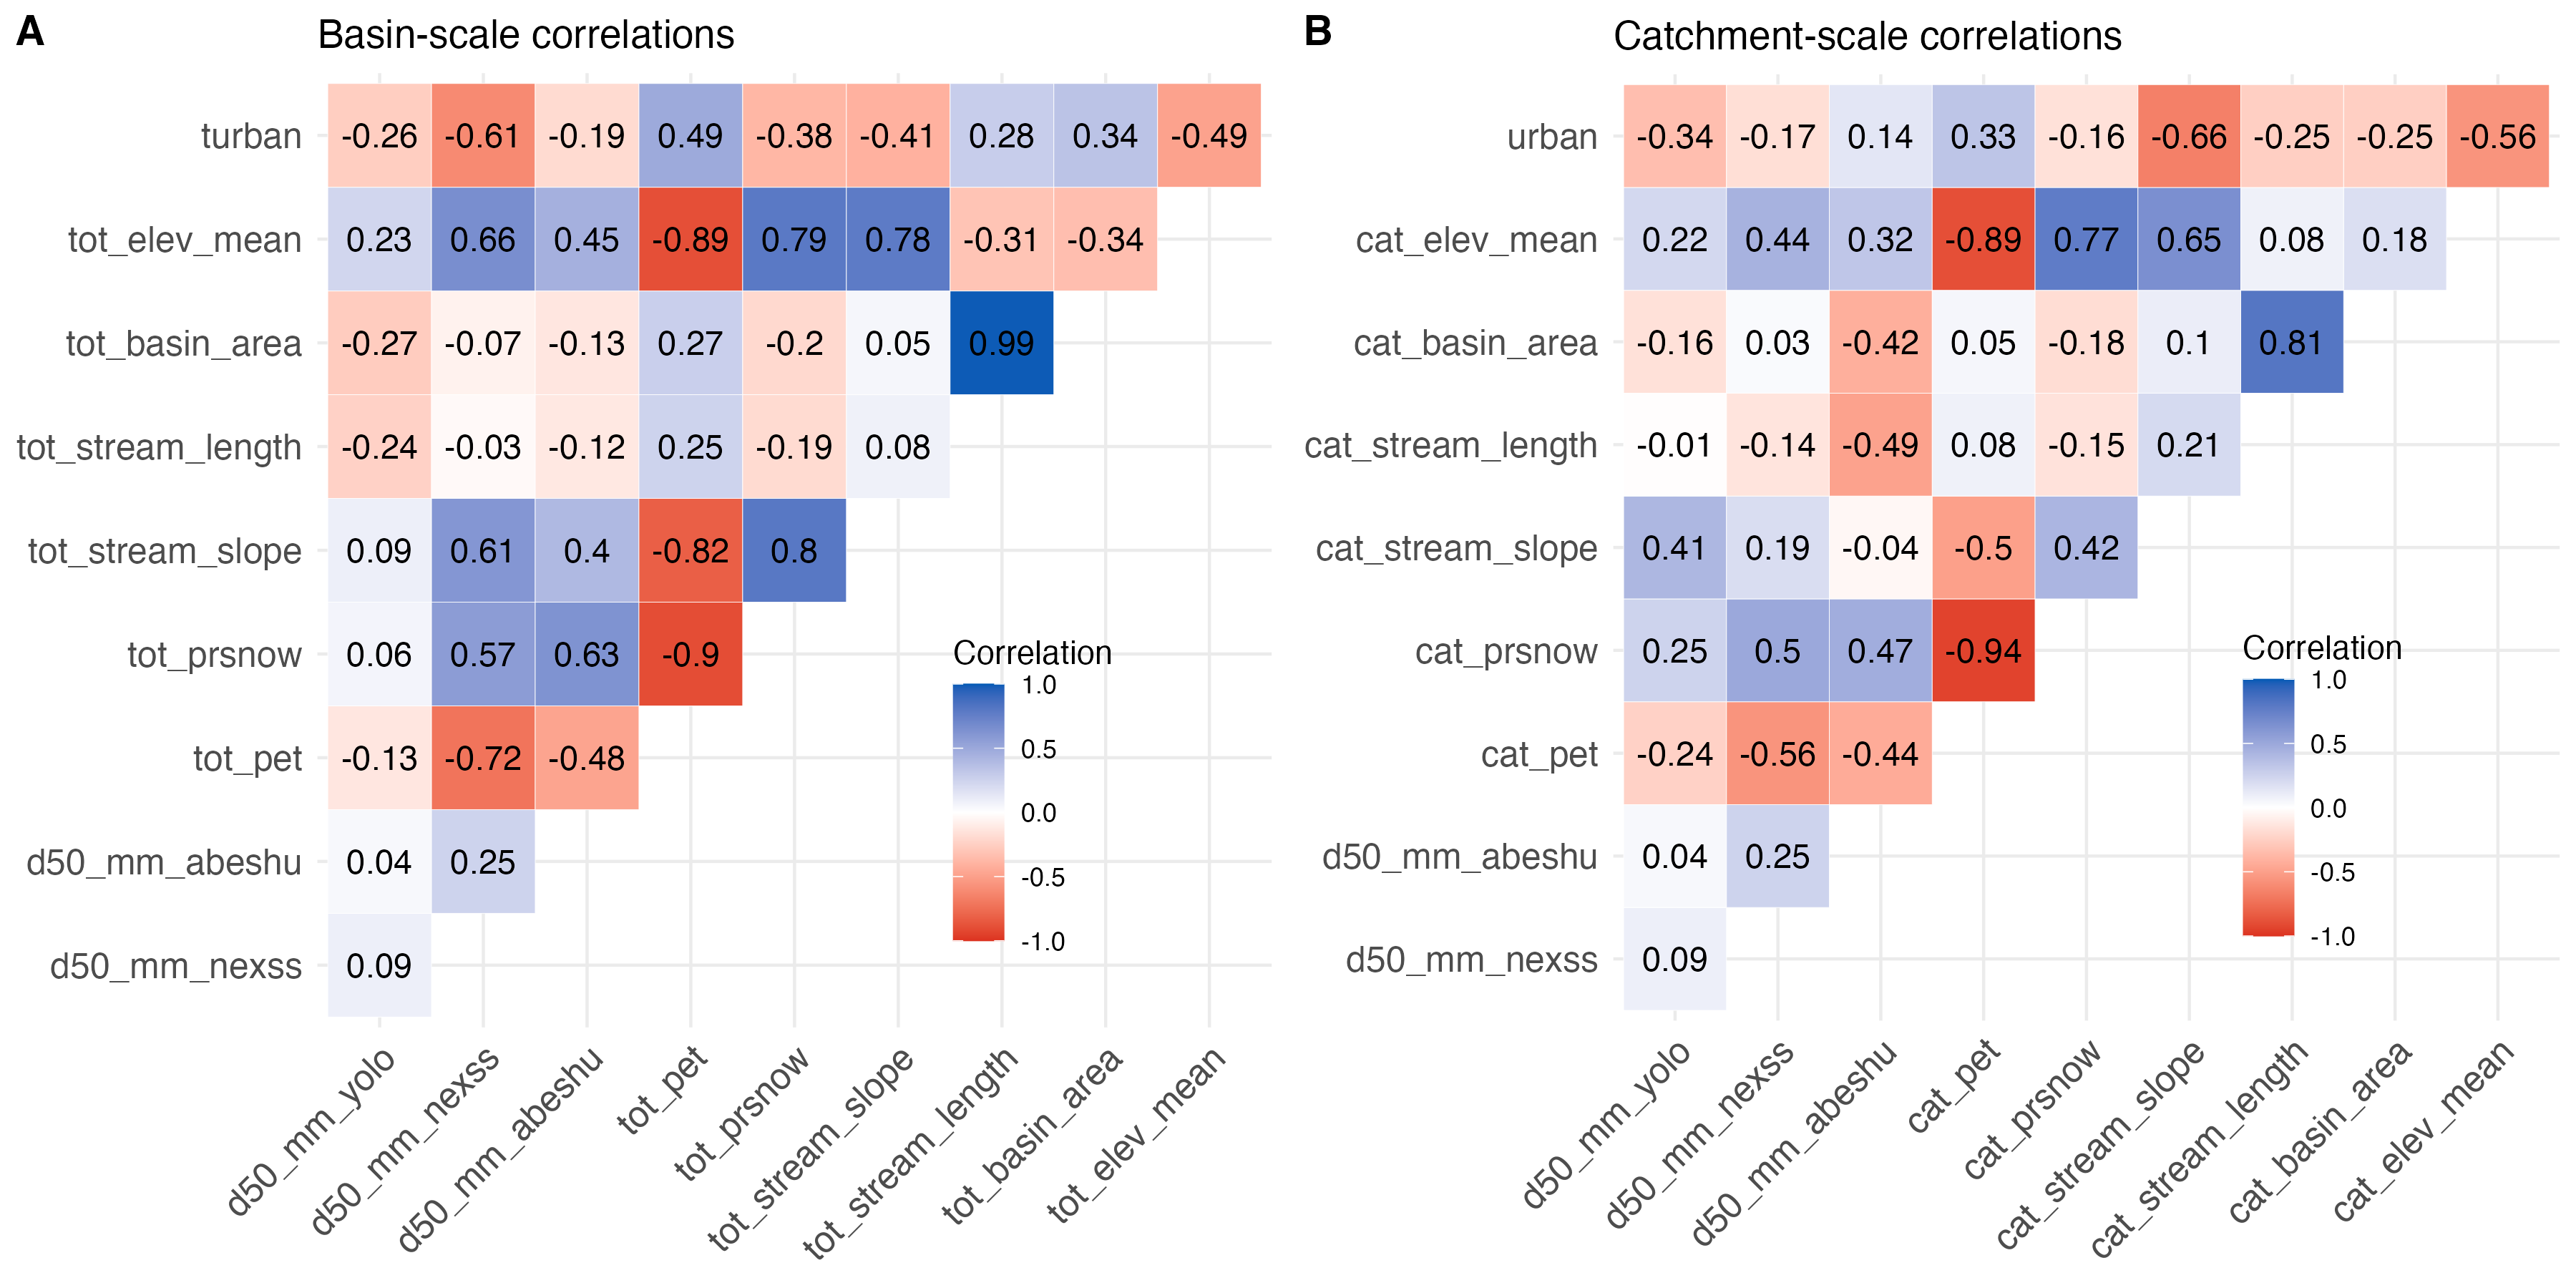 A
Basin-scale correlations
turban -0.26 -0.61 -0.19 0.49 -0.38 -0.41 0.28 0.34 -0.49
tot_elev_mean 0.23 0.66 0.45 -0.89 0.79 0.78 -0.31 -0.34
tot_basin_area -0.27 -0.07 -0.13 0.27 -0.2 0.05 0.99
tot_stream_length -0.24 -0.03 -0.12 0.25 -0.19 0.08
tot_stream_slope 0.09 0.61 0.4 -0.82 0.8
tot_prsnow 0.06 0.57 0.63 -0.9
tot_pet -0.13 -0.72 -0.48
d50_mm_abeshu 0.04 0.25
d50_mm_nexss 0.09
Correlation
1.0
0.5
0.0
-0.5
-1.0
d50_mm_yolo
d50_mm_nexss
d50_mm_abeshu
tot_pet
tot_prsnow
tot_stream_slope
tot_stream_length
tot_basin_area
tot_elev_mean
B
Catchment-scale correlations
urban -0.34 -0.17 0.14 0.33 -0.16 -0.66 -0.25 -0.25 -0.56
cat_elev_mean 0.22 0.44 0.32 -0.89 0.77 0.65 0.08 0.18
cat_basin_area -0.16 0.03 -0.42 0.05 -0.18 0.1 0.81
cat_stream_length -0.01 -0.14 -0.49 0.08 -0.15 0.21
cat_stream_slope 0.41 0.19 -0.04 -0.5 0.42
cat_prsnow 0.25 0.5 0.47 -0.94
cat_pet -0.24 -0.56 -0.44
d50_mm_abeshu 0.04 0.25
d50_mm_nexss 0.09
Correlation
1.0
0.5
0.0
-0.5
-1.0
d50_mm_yolo
d50_mm_nexss
d50_mm_abeshu
cat_pet
cat_prsnow
cat_stream_slope
cat_stream_length
cat_basin_area
cat_elev_mean